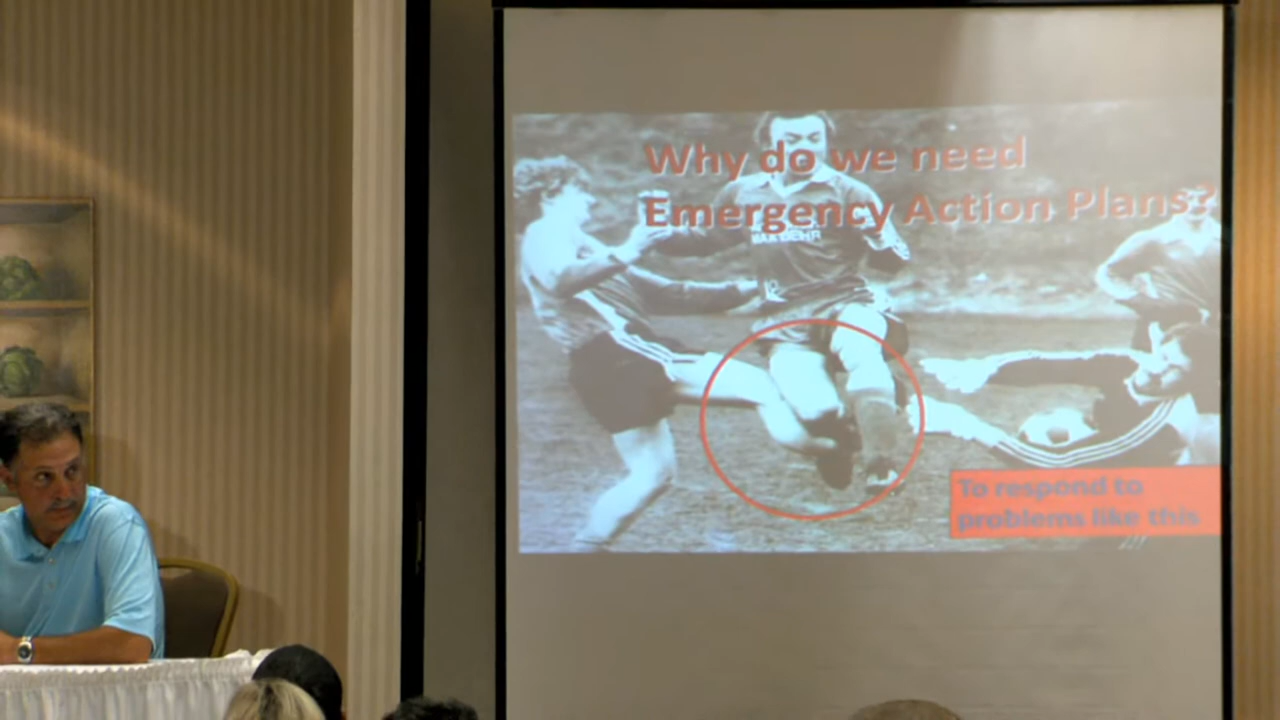 Why do we need
Emergency Action Plans?
To respond to
problems like this